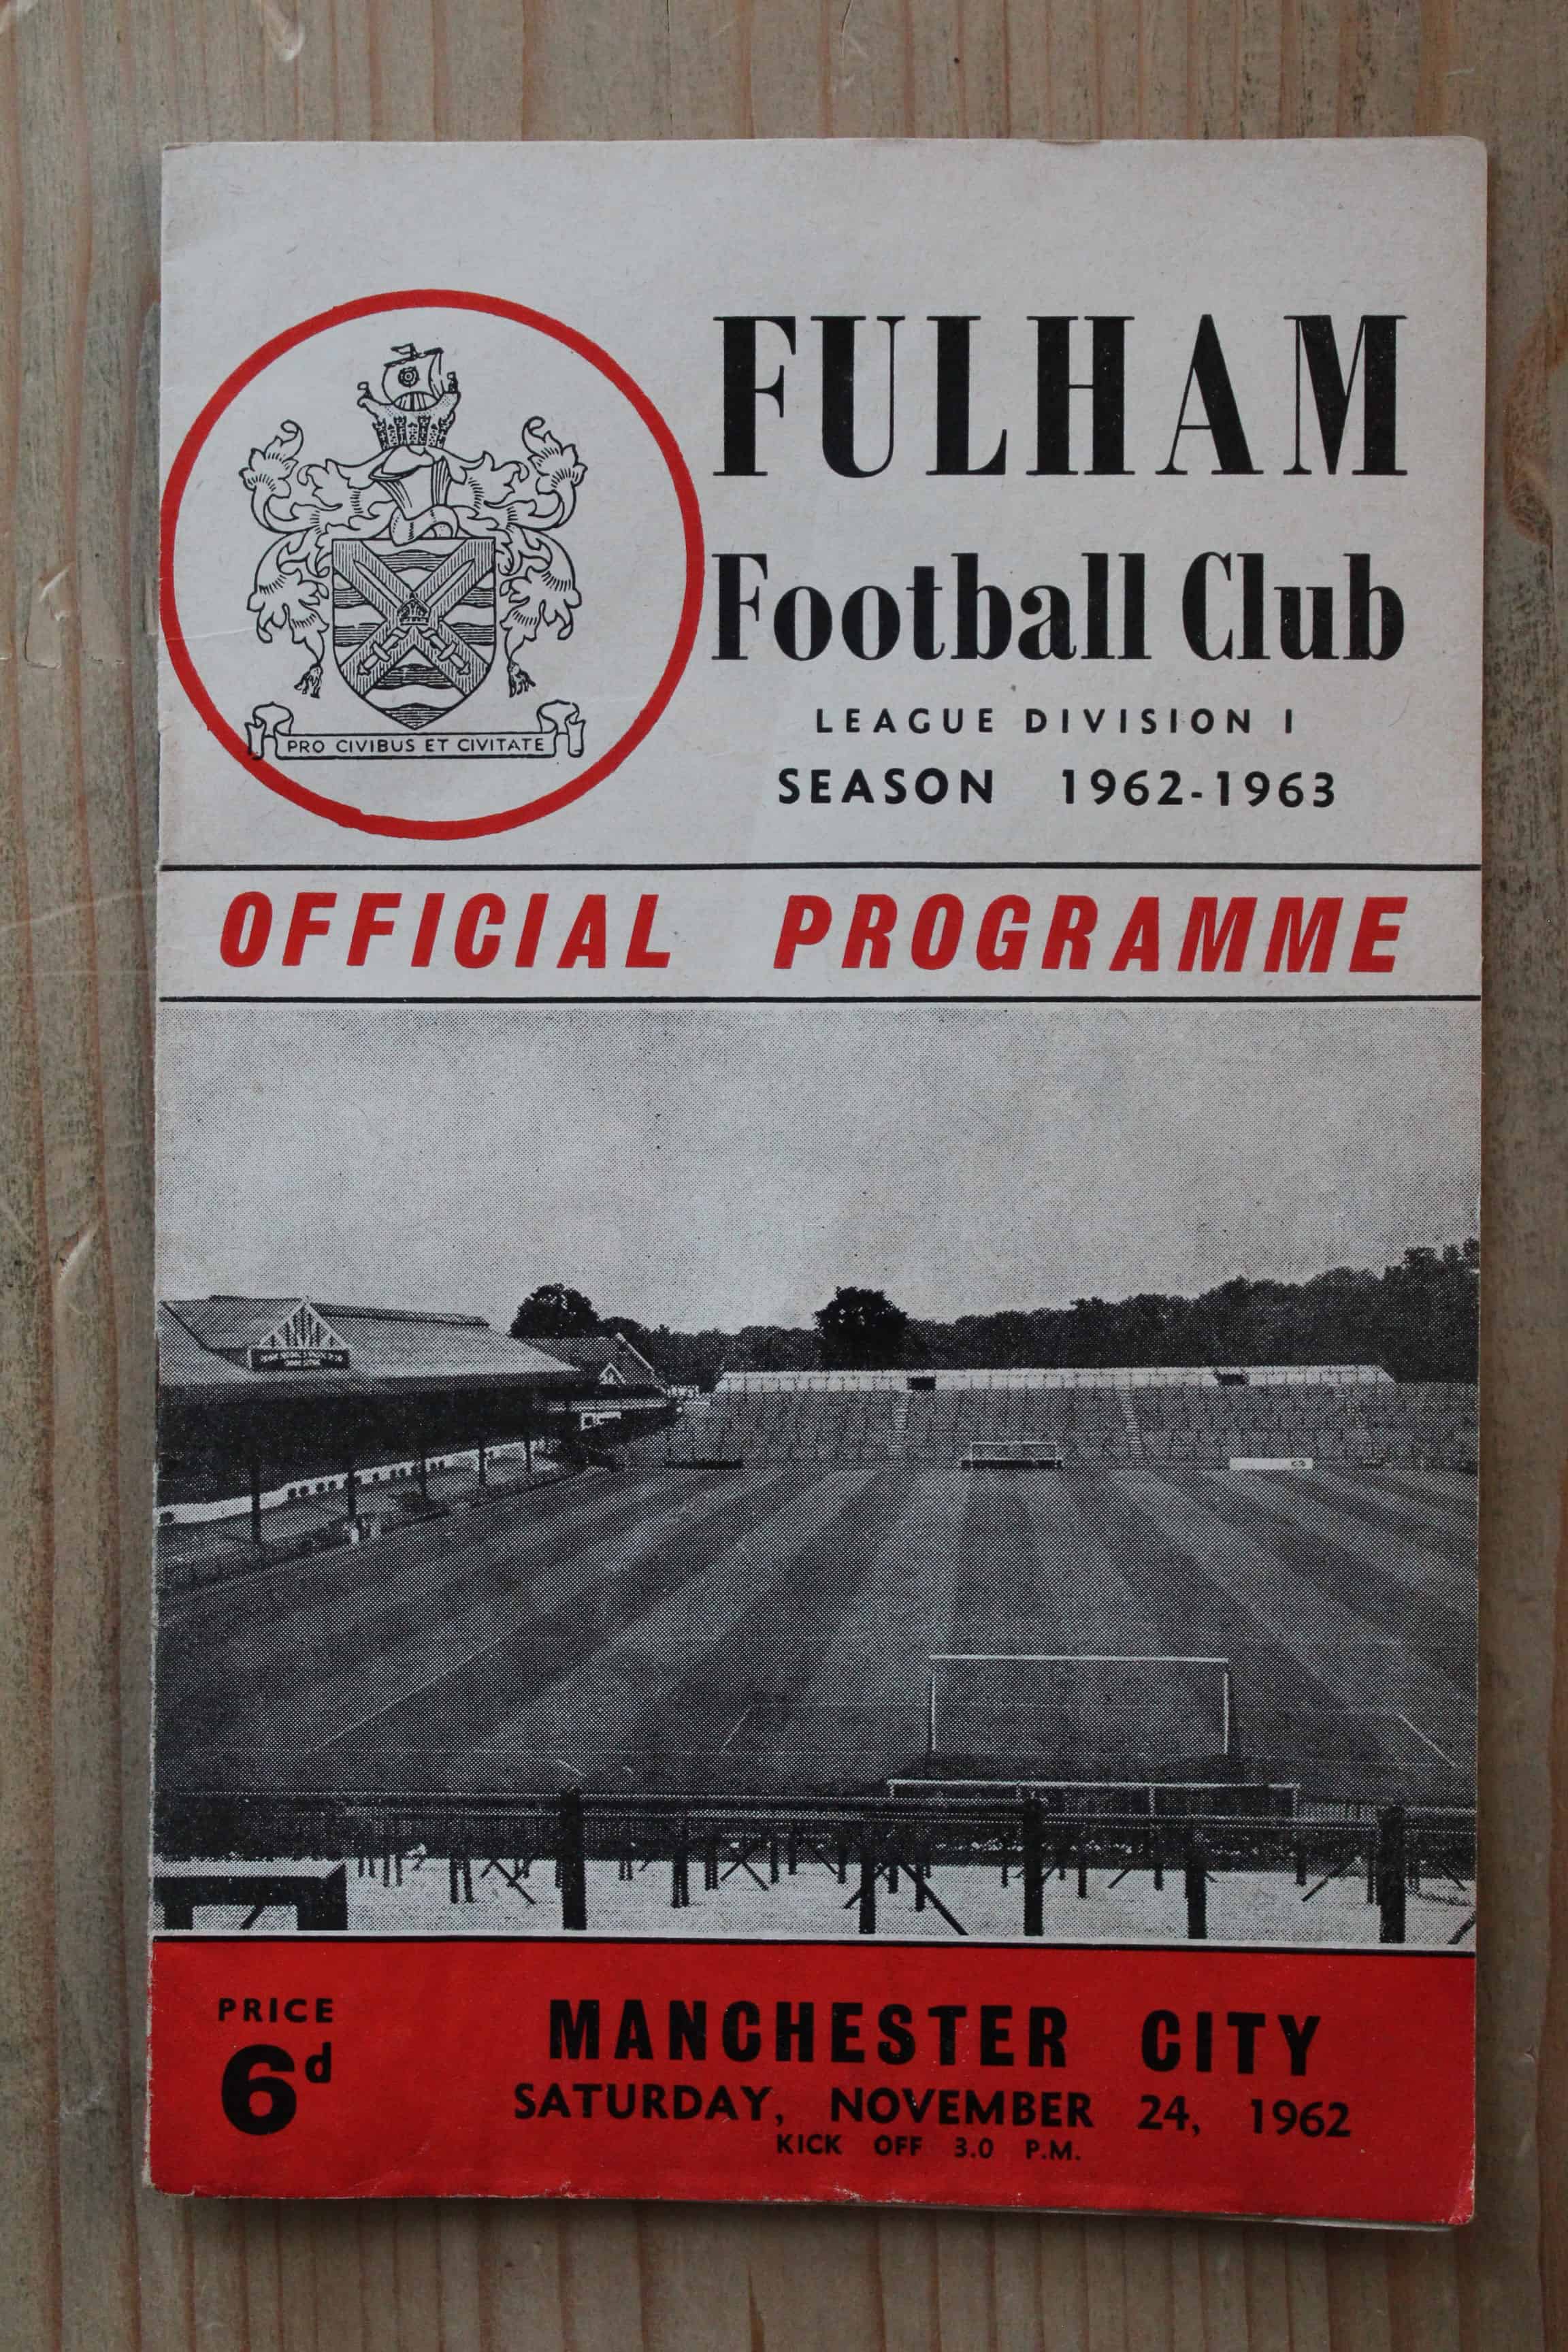 FULHAM
Football Club
LEAGUE DIVISION I
SEASON 1962-1963
PRO CIVIBUS ET CIVITATE
OFFICIAL PROGRAMME
PRICE
6d
MANCHESTER CITY
SATURDAY, NOVEMBER 24, 1962
KICK OFF 3.0 P.M.